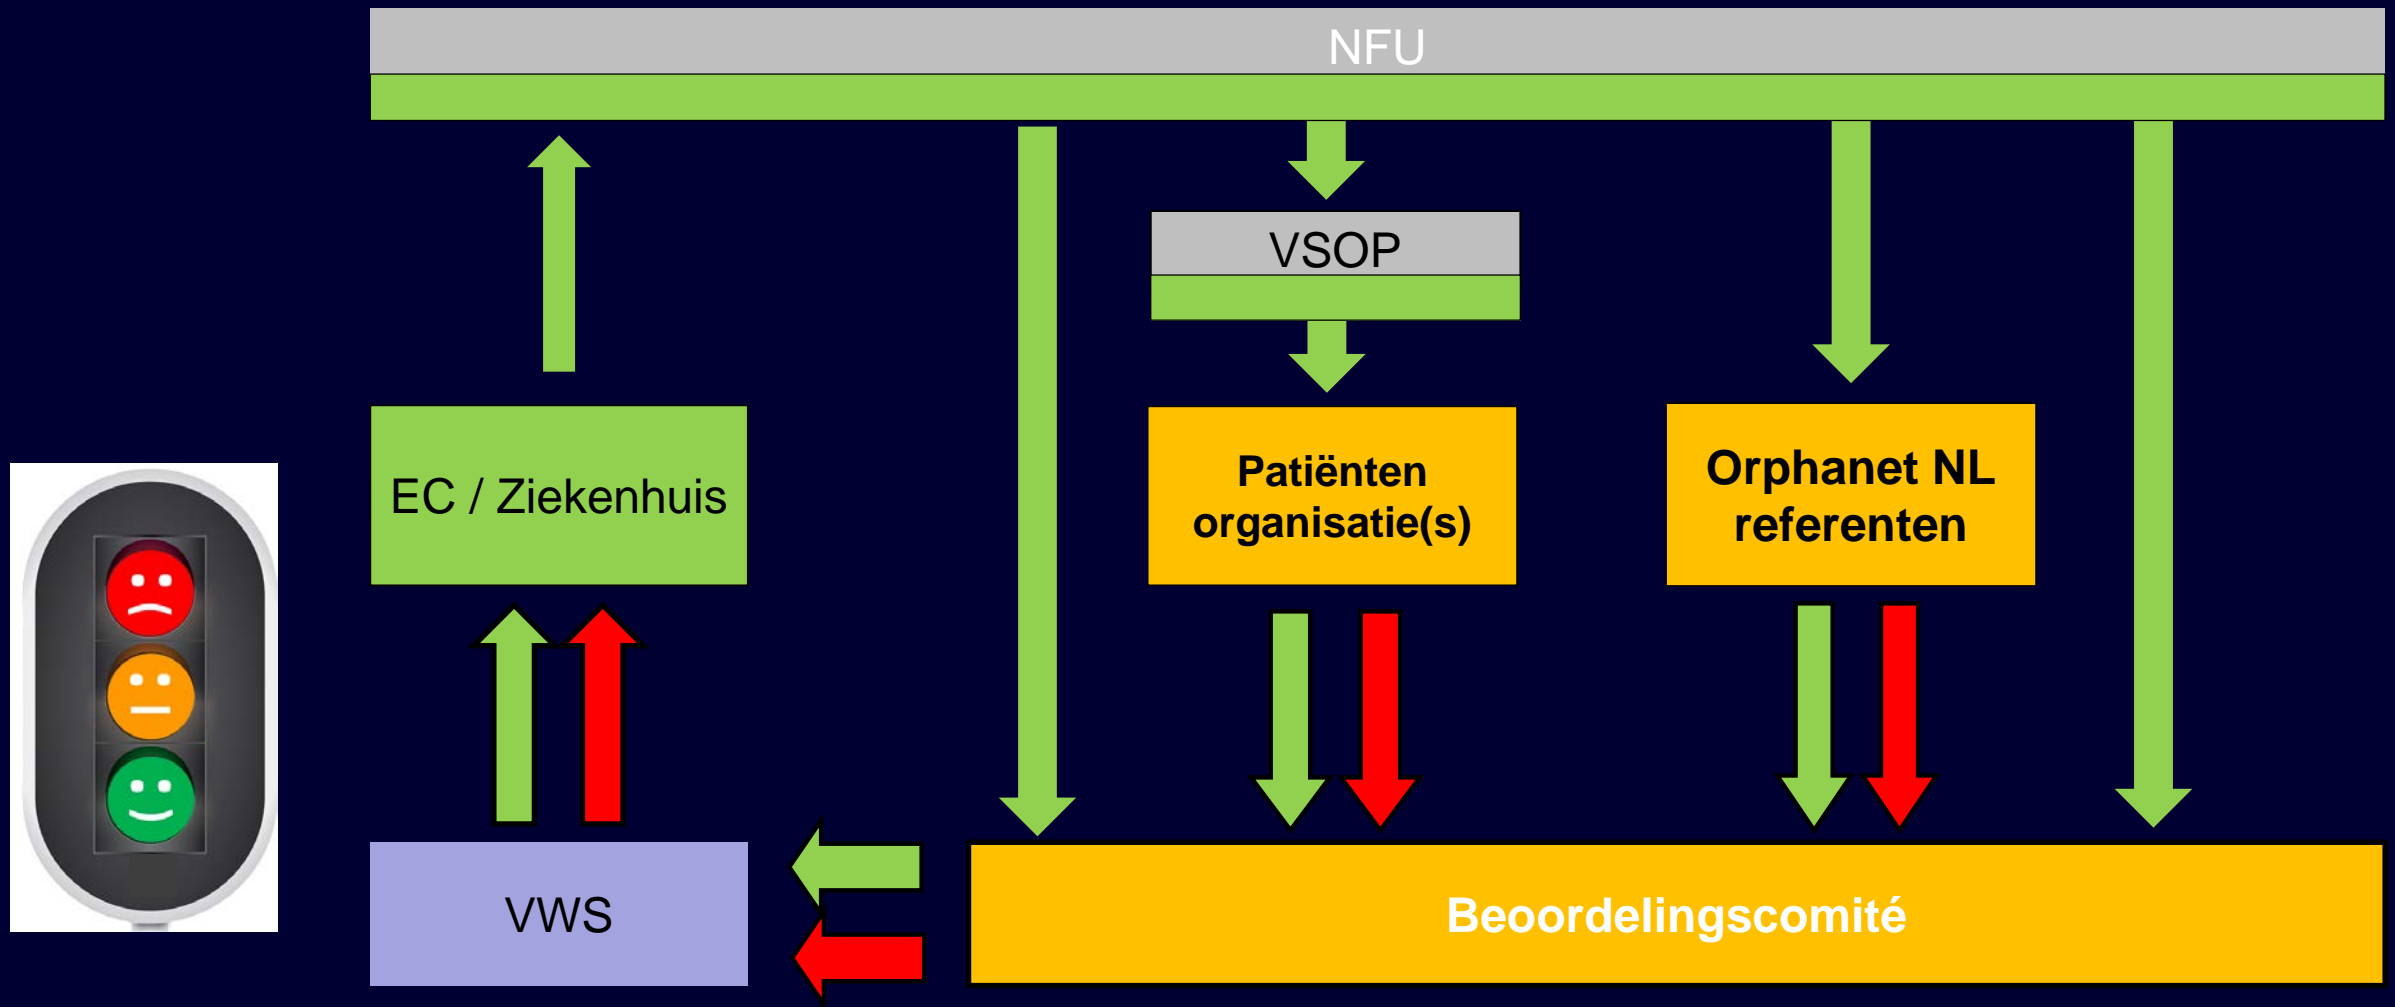 NFU
VSOP
EC / Ziekenhuis
Patiënten
organisatie(s)
Orphanet NL
referenten
VWS
Beoordelingscomité